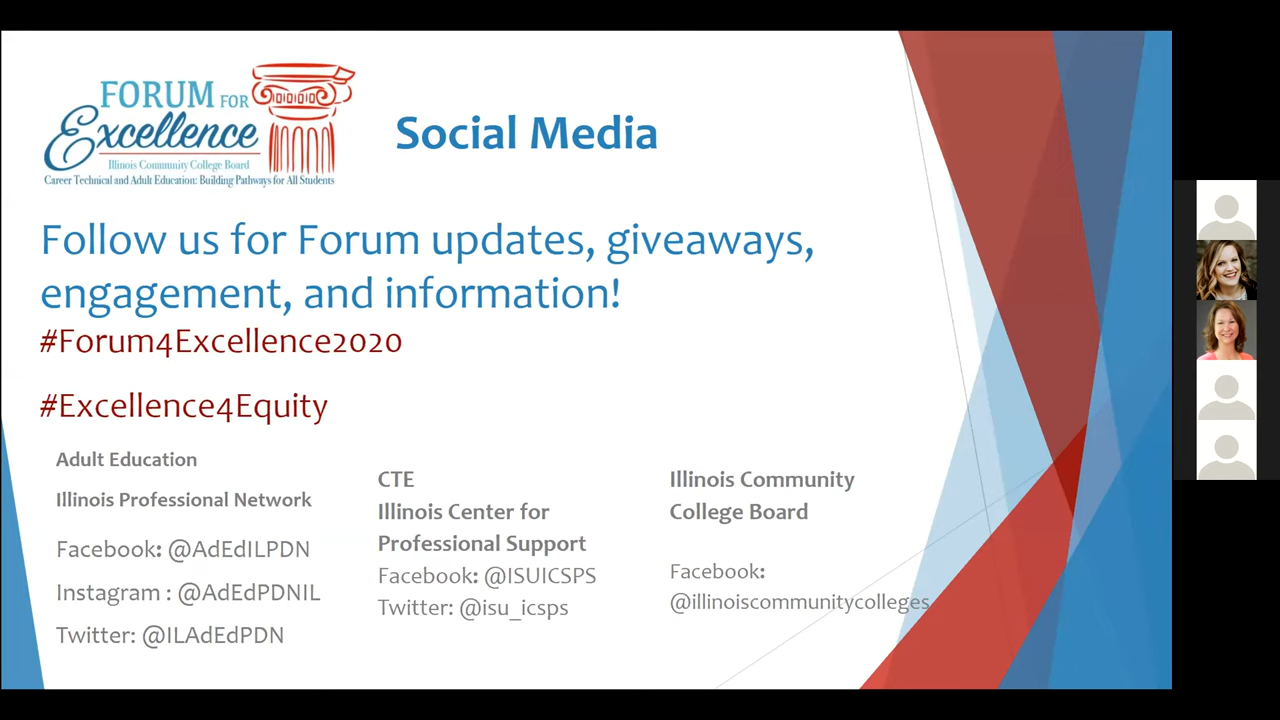 FORUM FOR
Excellence
Illinois Community College Board
Career Technical and Adult Education: Building Pathways for All Students
Social Media
Follow us for Forum updates, giveaways,
engagement, and information!
#Forum4Excellence2020
#Excellence4Equity
Adult Education
Illinois Professional Network
Facebook: @AdEdILPDN
Instagram : @AdEdPDNIL
Twitter: @ILAdEdPDN
CTE
Illinois Center for
Professional Support
Facebook: @ISUICSPS
Twitter: @isu_icsps
Illinois Community
College Board
Facebook:
@illinoiscommunitycolleges